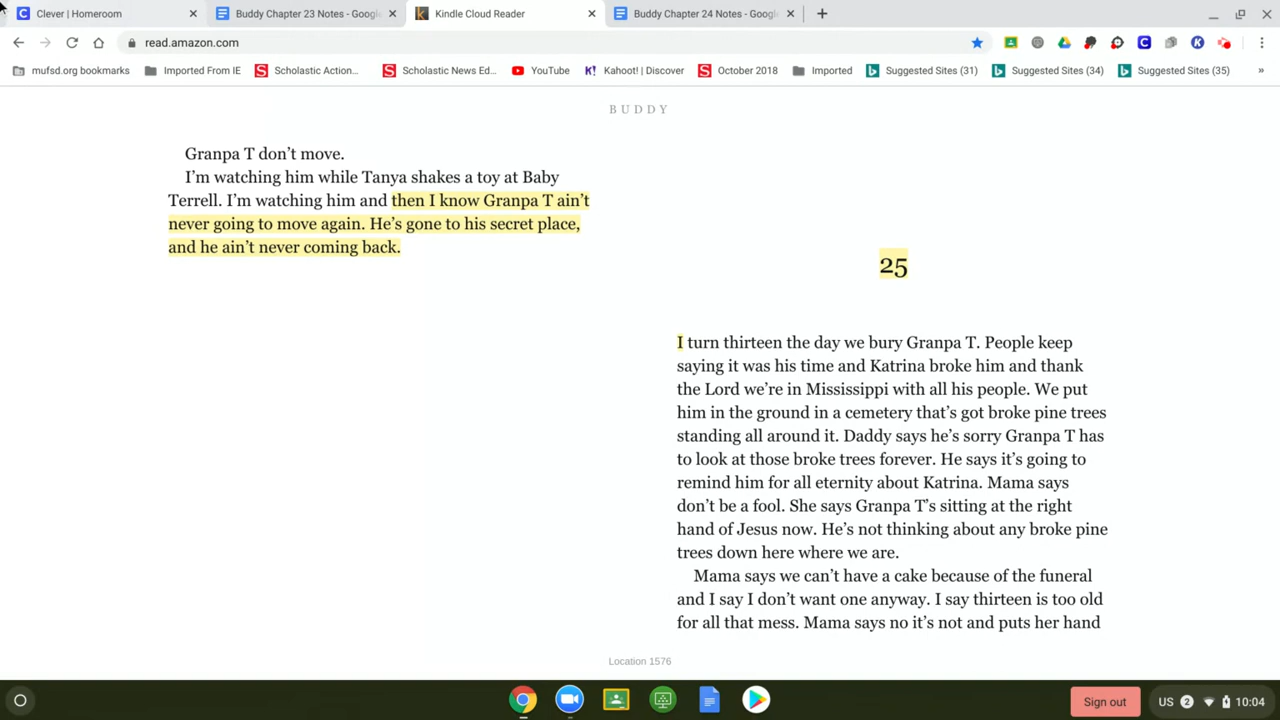 Clever | Homeroom
Buddy Chapter 23 Notes - Googl
Kindle Cloud Reader
Buddy Chapter 24 Notes - Googl
read.amazon.com
mufsd.org bookmarks
Imported From IE
Scholastic Action...
Scholastic News Ed...
YouTube
Kahoot! | Discover
October 2018
Imported
Suggested Sites (31)
Suggested Sites (34)
Suggested Sites (35)
»
BUDDY
Granpa T don’t move.
I’m watching him while Tanya shakes a toy at Baby
Terrell. I’m watching him and then I know Granpa T ain’t
never going to move again. He’s gone to his secret place,
and he ain’t never coming back.
25
I turn thirteen the day we bury Granpa T. People keep
saying it was his time and Katrina broke him and thank
the Lord we’re in Mississippi with all his people. We put
him in the ground in a cemetery that’s got broke pine trees
standing all around it. Daddy says he’s sorry Granpa T has
to look at those broke trees forever. He says it’s going to
remind him for all eternity about Katrina. Mama says
don’t be a fool. She says Granpa T’s sitting at the right
hand of Jesus now. He’s not thinking about any broke pine
trees down here where we are.
Mama says we can’t have a cake because of the funeral
and I say I don’t want one anyway. I say thirteen is too old
for all that mess. Mama says no it’s not and puts her hand
Location 1576
Sign out
US
2
10:04